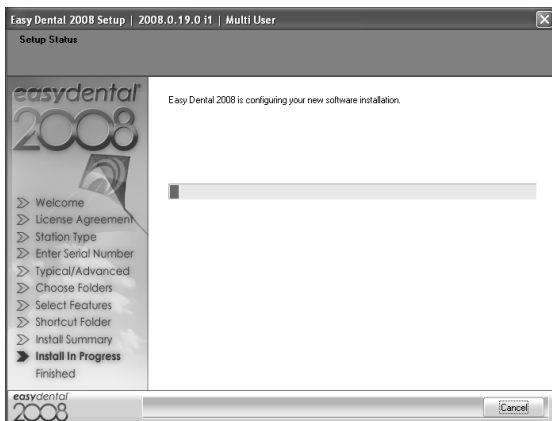 Easy Dental 2008 Setup | 2008.0.19.0 i1 | Multi User
Setup Status
easydental
2008
Easy Dental 2008 is configuring your new software installation.
Welcome
License Agreement
Station Type
Enter Serial Number
Typical/Advanced
Choose Folders
Select Features
Shortcut Folder
Install Summary
Install In Progress
Finished
easydental
2008
Cancel